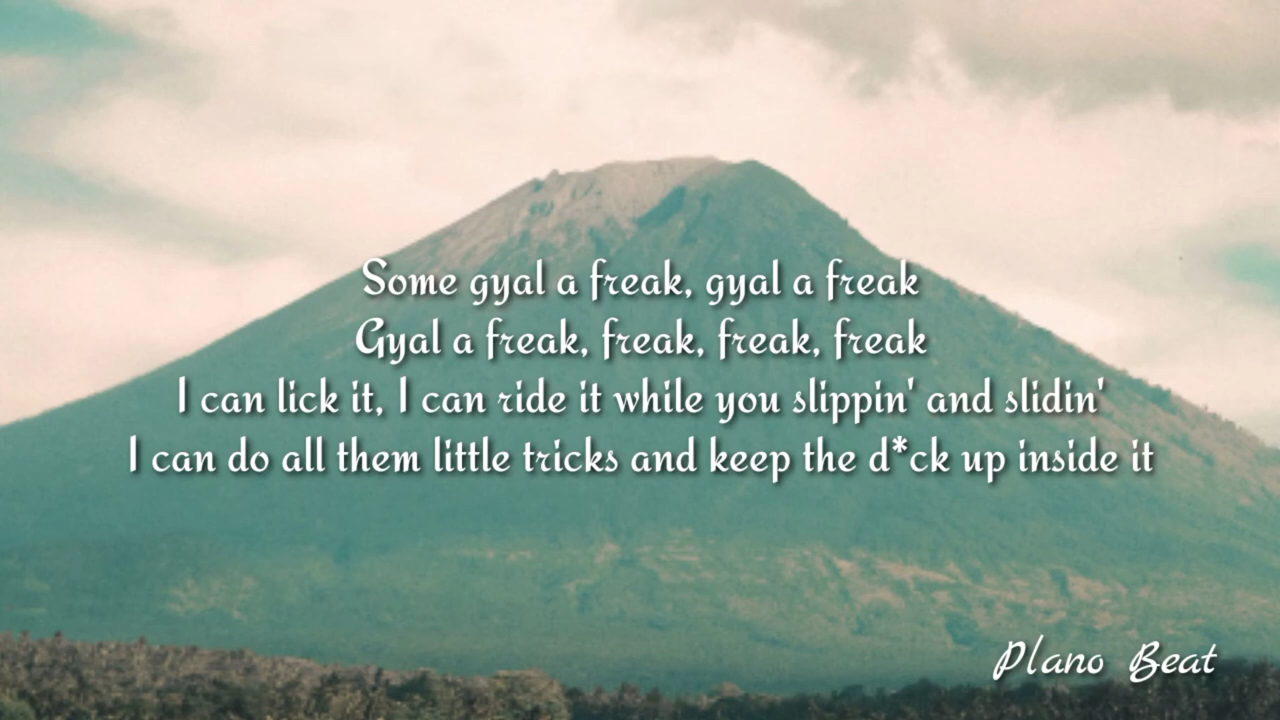 Some gyal a freak, gyal a freak
Gyal a freak, freak, freak, freak
I can lick it, I can ride it while you slippin' and slidin'
I can do all them little tricks and keep the d*ck up inside it
Plano Beat